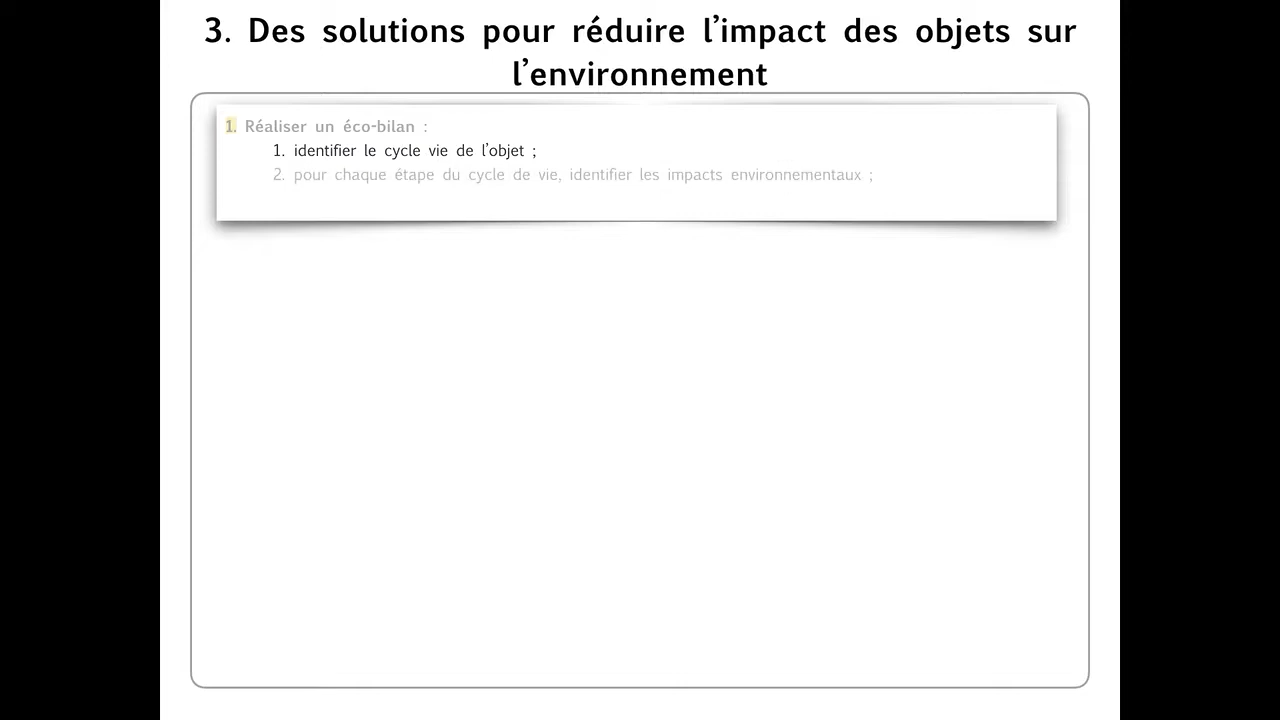 3. Des solutions pour réduire l'impact des objets sur
l'environnement
1. Réaliser un éco-bilan :
1. identifier le cycle vie de l'objet ;
2. pour chaque étape du cycle de vie, identifier les impacts environnementaux ;